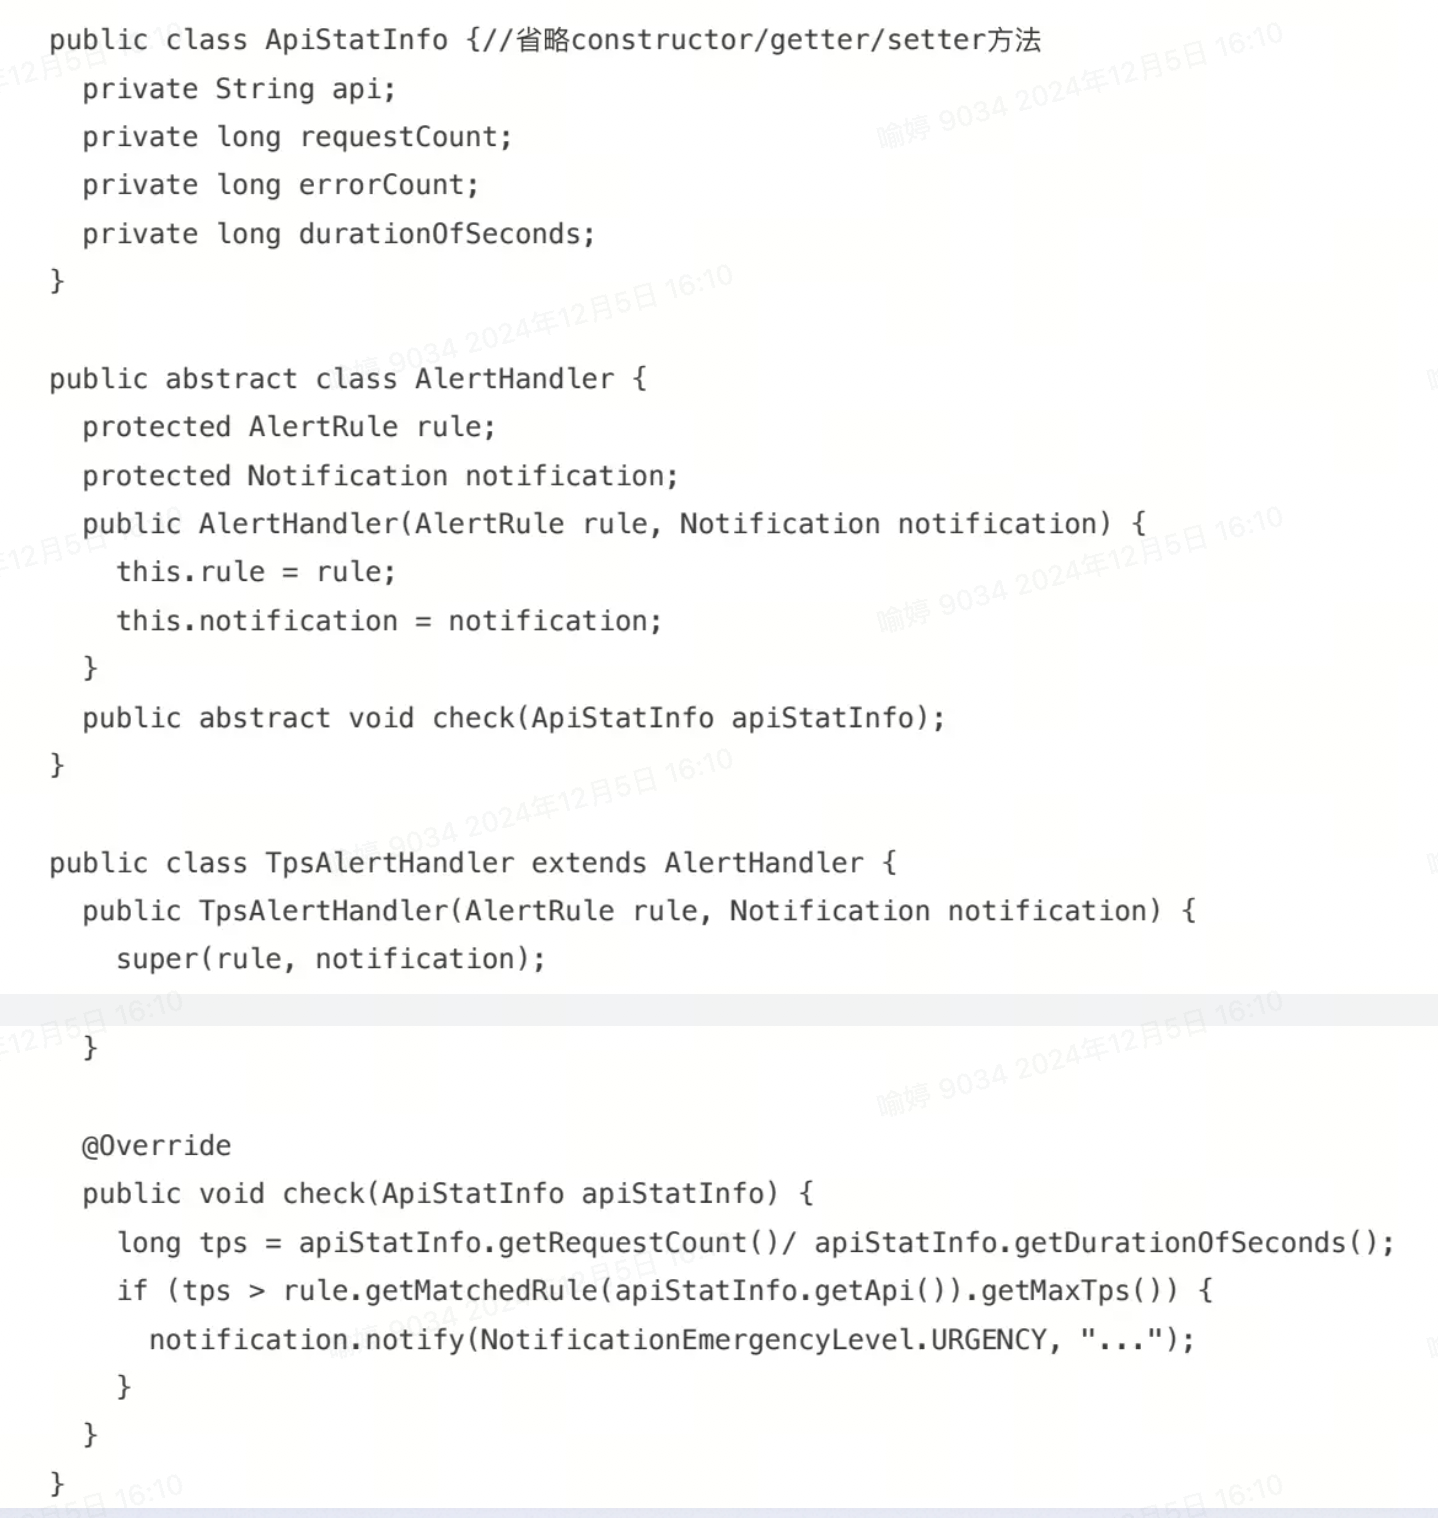 public class ApiStatInfo {//省略constructor/getter/setter方法
  private String api;
  private long requestCount;
  private long errorCount;
  private long durationOfSeconds;
}

public abstract class AlertHandler {
  protected AlertRule rule;
  protected Notification notification;
  public AlertHandler(AlertRule rule, Notification notification) {
    this.rule = rule;
    this.notification = notification;
  }
  public abstract void check(ApiStatInfo apiStatInfo);
}

public class TpsAlertHandler extends AlertHandler {
  public TpsAlertHandler(AlertRule rule, Notification notification) {
    super(rule, notification);
  }

  @Override
  public void check(ApiStatInfo apiStatInfo) {
    long tps = apiStatInfo.getRequestCount()/ apiStatInfo.getDurationOfSeconds();
    if (tps > rule.getMatchedRule(apiStatInfo.getApi()).getMaxTps()) {
      notification.notify(NotificationEmergencyLevel.URGENCY, "...");
    }
  }
}
喻婷 9034 2024年12月5日 16:10